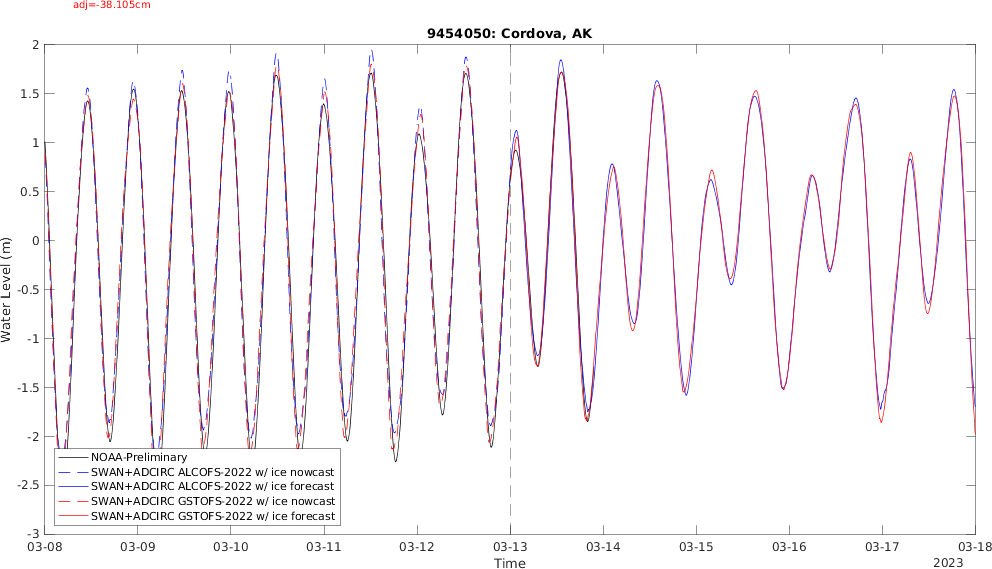 adj=-38.105cm
9454050: Cordova, AK
2
1.5
1
0.5
0
-0.5
-1
-1.5
-2
-2.5
-3
Water Level (m)
NOAA-Preliminary
SWAN+ADCIRC ALCOFS-2022 w/ ice nowcast
SWAN+ADCIRC ALCOFS-2022 w/ ice forecast
SWAN+ADCIRC GSTOFS-2022 w/ ice nowcast
SWAN+ADCIRC GSTOFS-2022 w/ ice forecast
03-08 03-09 03-10 03-11 03-12 03-13 03-14 03-15 03-16 03-17 03-18
Time
2023